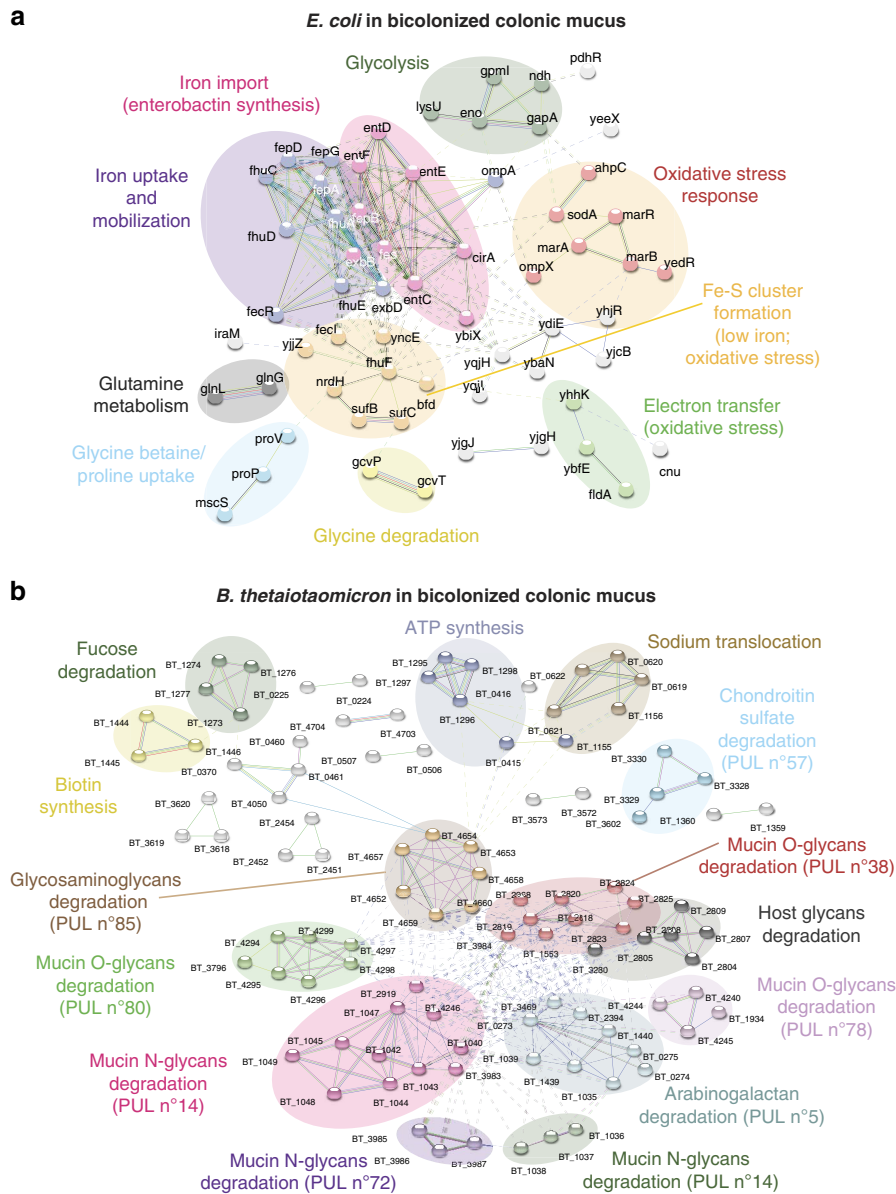 a
E. coli in bicolonized colonic mucus
Glycolysis
gpmI
ndh
pdhR
lysU
eno
gapA
yeeX
Iron import
(enterobactin synthesis)
entD
fepD
fepG
entF
entE
fhuC
fepA
ompA
ahpC
Oxidative stress
response
Iron uptake
and
mobilization
fepB
fhuA
sodA
marR
fhuD
fes
exbB
cirA
marA
marB
yedR
ompX
fecR
fhuE
exbD
entC
ybiX
Fe-S cluster
formation
(low iron;
oxidative stress)
iraM
fecI
yncE
ydiE
yhjR
yjjZ
fhuF
yqjH
ybaN
yjcB
Glutamine
metabolism
glnL
glnG
nrdH
bfd
yqjI
sufB
sufC
yhhK
Electron transfer
(oxidative stress)
proV
Glycine betaine/
proline uptake
proP
mscS
gcvP
gcvT
yjgJ
yjgH
ybfE
cnu
fldA
Glycine degradation
b
B. thetaiotaomicron in bicolonized colonic mucus
Fucose
degradation
ATP synthesis
Sodium translocation
BT_1274
BT_1276
BT_1277
BT_0225
BT_1295
BT_1298
BT_1297
BT_0416
BT_0622
BT_0620
BT_0619
BT_0224
BT_1296
BT_1156
Chondroitin
sulfate
degradation
(PUL n°57)
BT_1444
BT_1273
BT_4704
BT_1445
BT_1446
BT_0460
BT_4703
BT_0621
BT_1155
BT_3330
BT_0370
BT_0461
BT_0507
BT_0506
BT_0415
BT_3328
Biotin
synthesis
BT_3620
BT_4050
BT_3329
BT_3573
BT_3572
BT_3602
BT_1360
BT_1359
BT_2454
BT_3619
BT_3618
BT_2452
BT_2451
BT_4654
BT_4657
BT_4653
Mucin O-glycans
degradation (PUL n°38)
Glycosaminoglycans
degradation
(PUL n°85)
BT_4652
BT_4658
BT_4660
BT_4659
BT_2820
BT_2824
BT_2825
BT_2819
BT_2818
BT_2809
Host glycans
degradation
BT_3984
BT_2823
BT_2808
BT_2807
BT_1553
BT_2805
BT_2804
BT_3280
Mucin O-glycans
degradation
(PUL n°80)
BT_4294
BT_4299
BT_4297
BT_3796
BT_4298
BT_4295
BT_4296
Mucin O-glycans
degradation
(PUL n°78)
BT_2919
BT_3469
BT_4244
BT_4240
BT_1047
BT_4246
BT_2394
BT_1934
BT_0273
BT_4245
BT_1045
BT_1440
BT_1049
BT_1042
BT_1040
BT_1039
BT_0275
BT_1043
BT_3983
BT_1439
BT_0274
BT_1048
BT_1044
BT_1035
Mucin N-glycans
degradation
(PUL n°14)
Arabinogalactan
degradation
(PUL n°5)
BT_3985
BT_3986
BT_3987
BT_1036
BT_1037
BT_1038
Mucin N-glycans
degradation (PUL n°72)
Mucin N-glycans
degradation (PUL n°14)